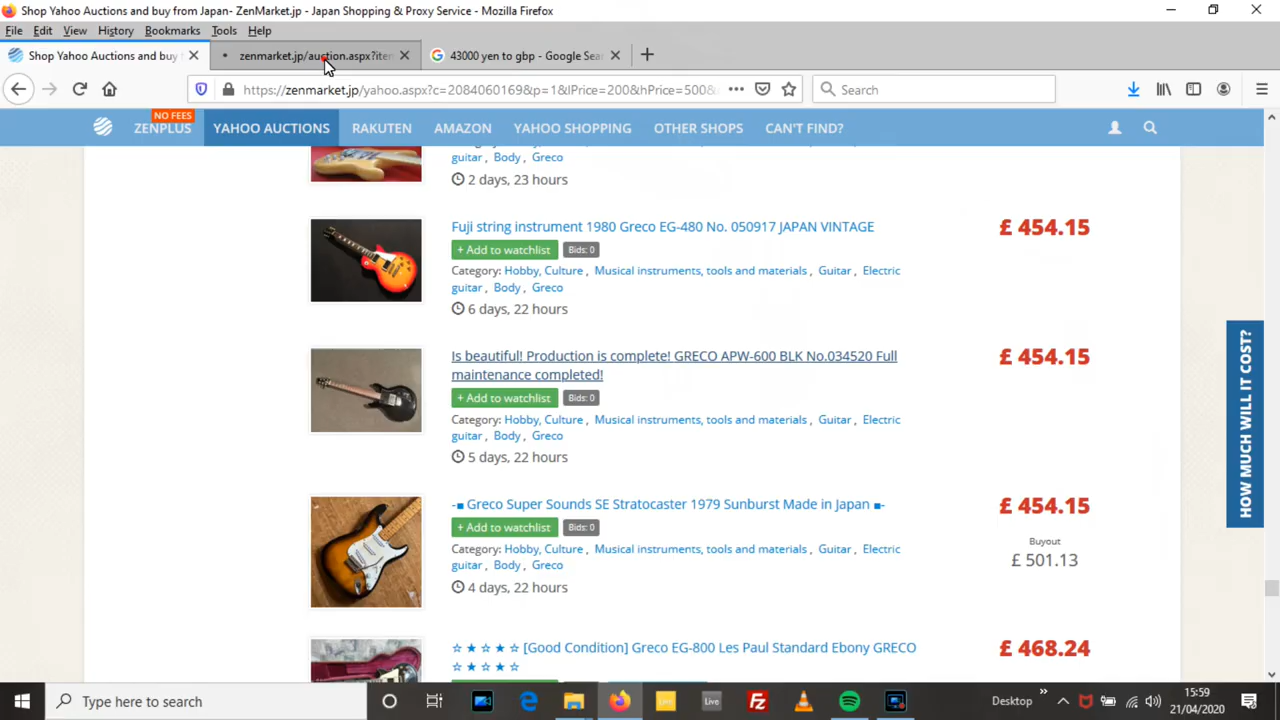 Shop Yahoo Auctions and buy from Japan- ZenMarket.jp - Japan Shopping & Proxy Service - Mozilla Firefox
File Edit View History Bookmarks Tools Help
Shop Yahoo Auctions and buy f
zenmarket.jp/auction.aspx?iten
43000 yen to gbp - Google Sea
https://zenmarket.jp/yahoo.aspx?c=2084060169&p=1&lPrice=200&hPrice=500&
Search
NO FEES
ZENPLUS YAHOO AUCTIONS RAKUTEN AMAZON YAHOO SHOPPING OTHER SHOPS CAN'T FIND?
guitar , Body , Greco
2 days, 23 hours
Fuji string instrument 1980 Greco EG-480 No. 050917 JAPAN VINTAGE
£ 454.15
+ Add to watchlist Bids: 0
Category: Hobby, Culture , Musical instruments, tools and materials , Guitar , Electric
guitar , Body , Greco
6 days, 22 hours
Is beautiful! Production is complete! GRECO APW-600 BLK No.034520 Full
maintenance completed!
£ 454.15
+ Add to watchlist Bids: 0
Category: Hobby, Culture , Musical instruments, tools and materials , Guitar , Electric
guitar , Body , Greco
5 days, 22 hours
-■ Greco Super Sounds SE Stratocaster 1979 Sunburst Made in Japan ■-
£ 454.15
+ Add to watchlist Bids: 0
Buyout
£ 501.13
Category: Hobby, Culture , Musical instruments, tools and materials , Guitar , Electric
guitar , Body , Greco
4 days, 22 hours
☆ ★ ☆ ★ ☆ [Good Condition] Greco EG-800 Les Paul Standard Ebony GRECO
☆ ★ ☆ ★ ☆
£ 468.24
HOW MUCH WILL IT COST?
Type here to search
Live
Live
Desktop
15:59
21/04/2020